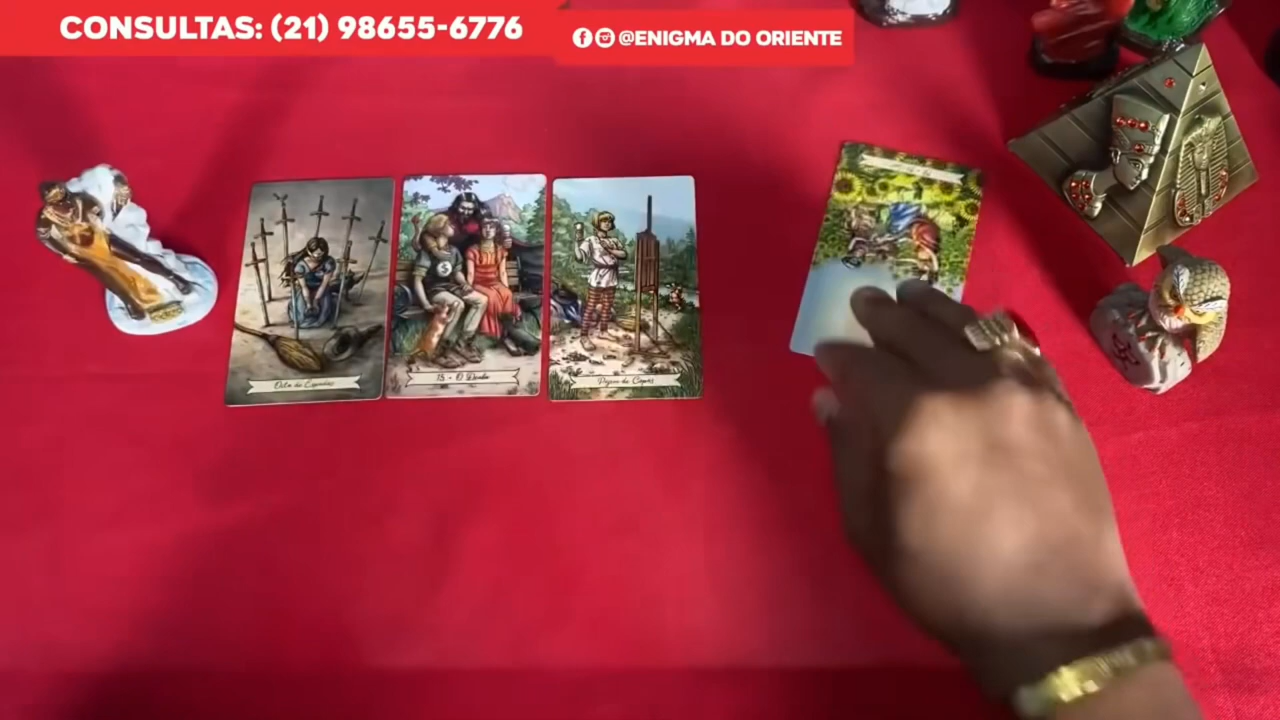 CONSULTAS: (21) 98655-6776
@ENIGMA DO ORIENTE
Oito de Espadas
15 - O Diabo
Pajem de Copas